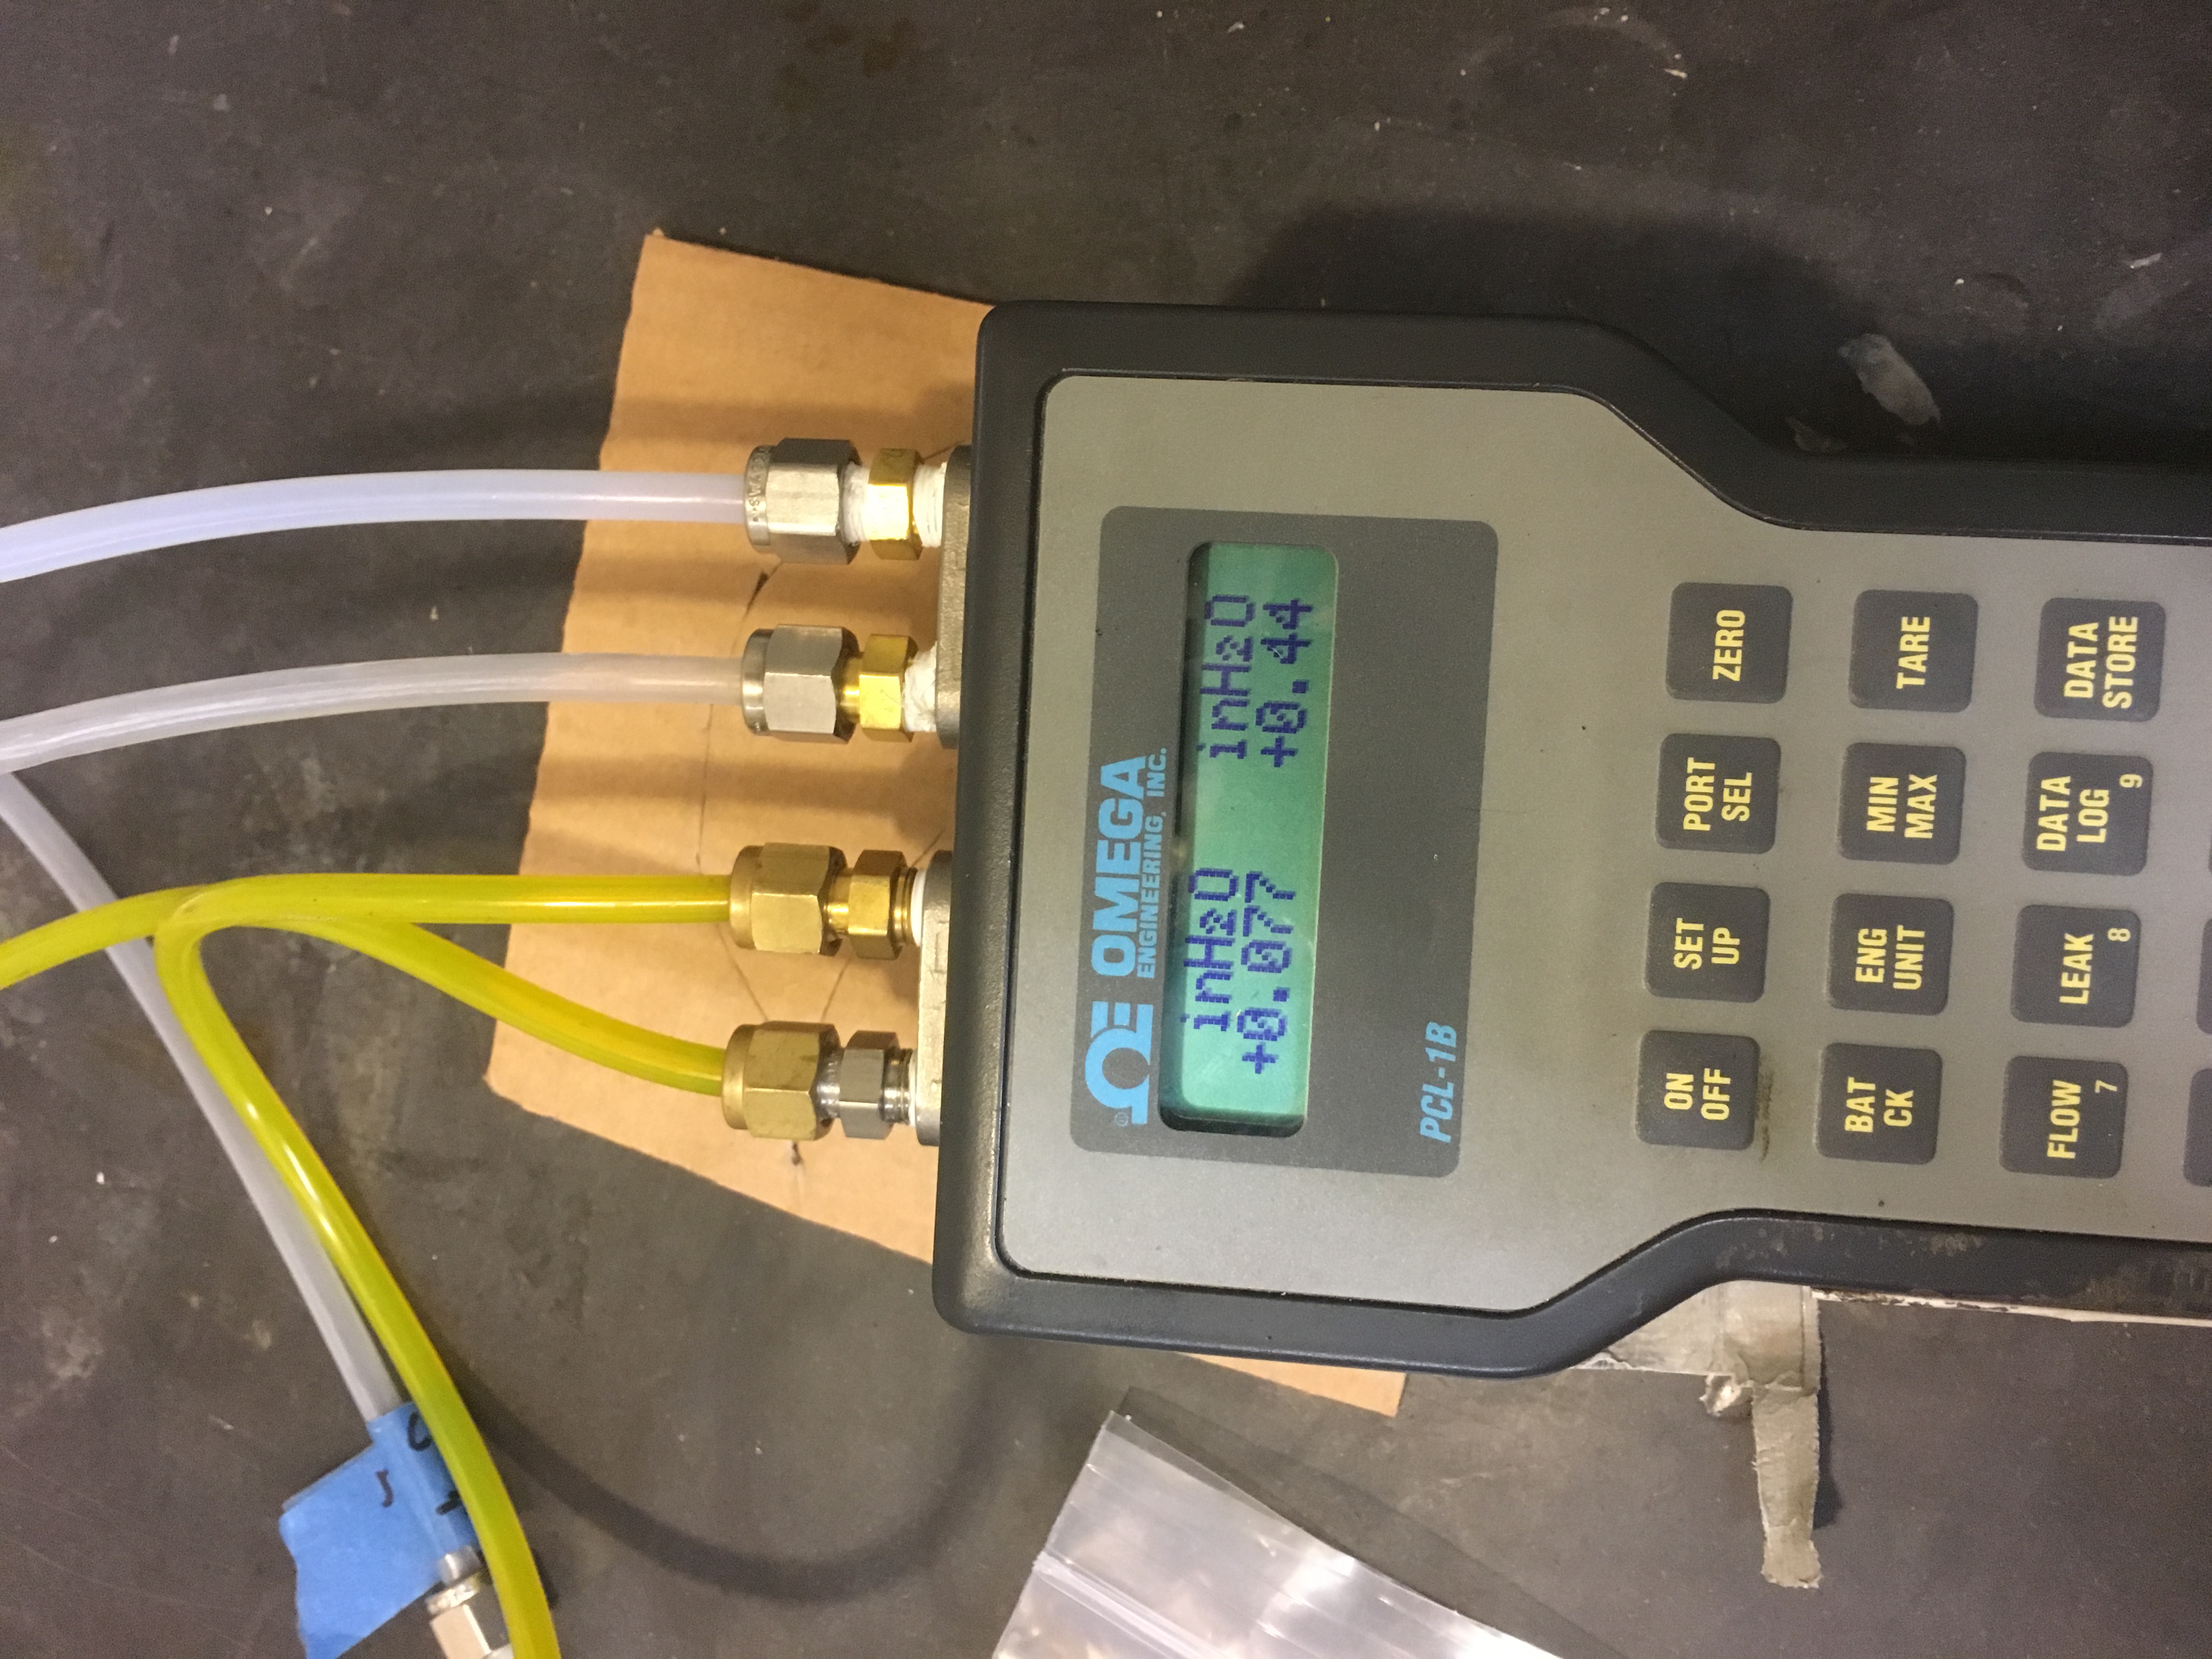 OMEGA
ENGINEERING, INC.
inH₂O inH₂O
+0.077 +0.44
PCL-1B
ON
OFF
SET
UP
PORT
SEL
ZERO
BAT
CK
ENG
UNIT
MIN
MAX
TARE
FLOW
7
LEAK
8
DATA
LOG
9
DATA
STORE